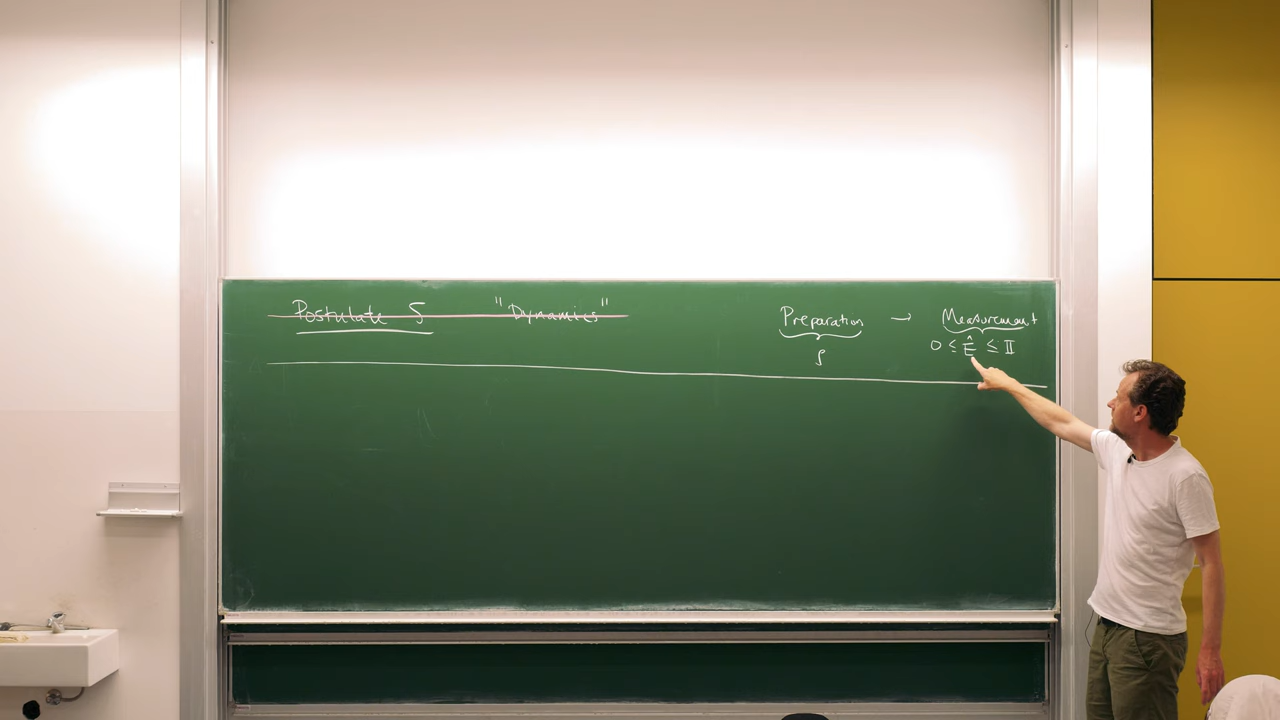 Postulate 5 "Dynamics"
Preparation → Measurement
ρ 0 ≤ Ê ≤ 𝟙